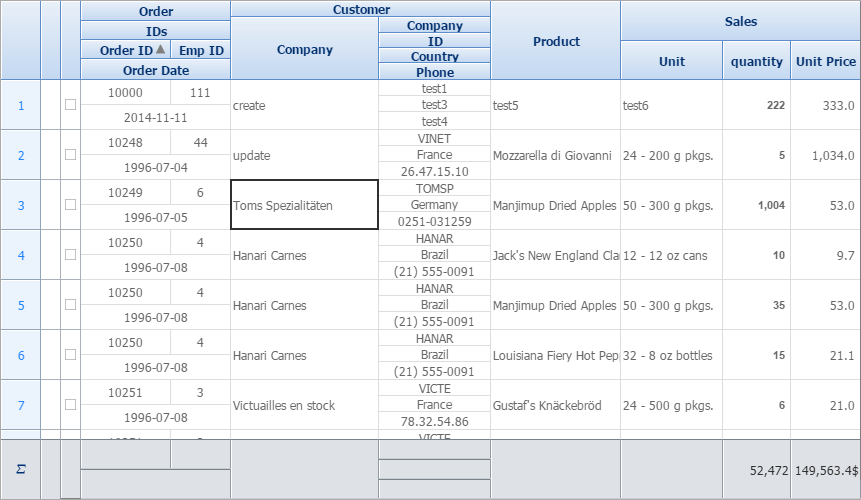 Order
Customer
Sales
IDs
Company
Company
Product
Order ID Emp ID
ID
Country
Unit
quantity
Unit Price
Order Date
Phone
1
10000 111
2014-11-11
create
test1
test3
test4
test5
test6
222
333.0
2
10248 44
1996-07-04
update
VINET
France
26.47.15.10
Mozzarella di Giovanni
24 - 200 g pkgs.
5
1,034.0
3
10249 6
1996-07-05
Toms Spezialitäten
TOMSP
Germany
0251-031259
Manjimup Dried Apples
50 - 300 g pkgs.
1,004
53.0
4
10250 4
1996-07-08
Hanari Carnes
HANAR
Brazil
(21) 555-0091
Jack's New England Cla
12 - 12 oz cans
10
9.7
5
10250 4
1996-07-08
Hanari Carnes
HANAR
Brazil
(21) 555-0091
Manjimup Dried Apples
50 - 300 g pkgs.
35
53.0
6
10250 4
1996-07-08
Hanari Carnes
HANAR
Brazil
(21) 555-0091
Louisiana Fiery Hot Pep
32 - 8 oz bottles
15
21.1
7
10251 3
1996-07-08
Victuailles en stock
VICTE
France
78.32.54.86
Gustaf's Knäckebröd
24 - 500 g pkgs.
6
21.0
VICTE
Σ
52,472
149,563.4$